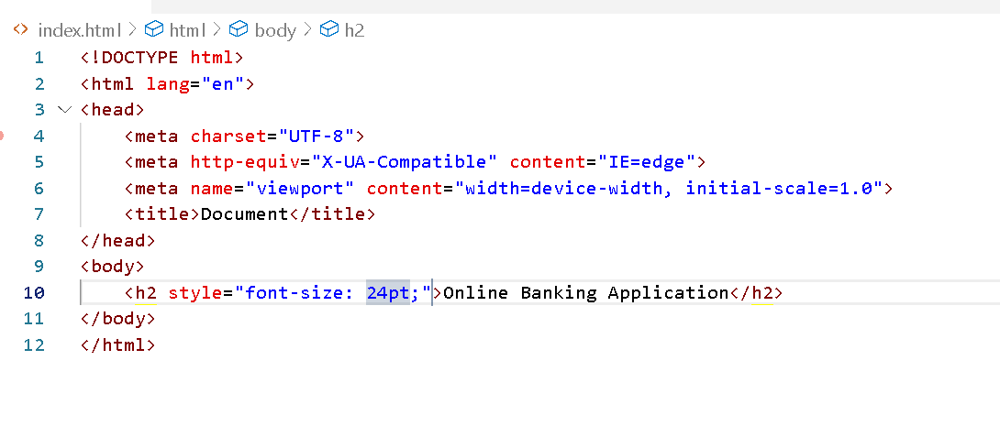 index.html > html > body > h2
1 <!DOCTYPE html>
2 <html lang="en">
3 <head>
4 <meta charset="UTF-8">
5 <meta http-equiv="X-UA-Compatible" content="IE=edge">
6 <meta name="viewport" content="width=device-width, initial-scale=1.0">
7 <title>Document</title>
8 </head>
9 <body>
10 <h2 style="font-size: 24pt;">Online Banking Application</h2>
11 </body>
12 </html>